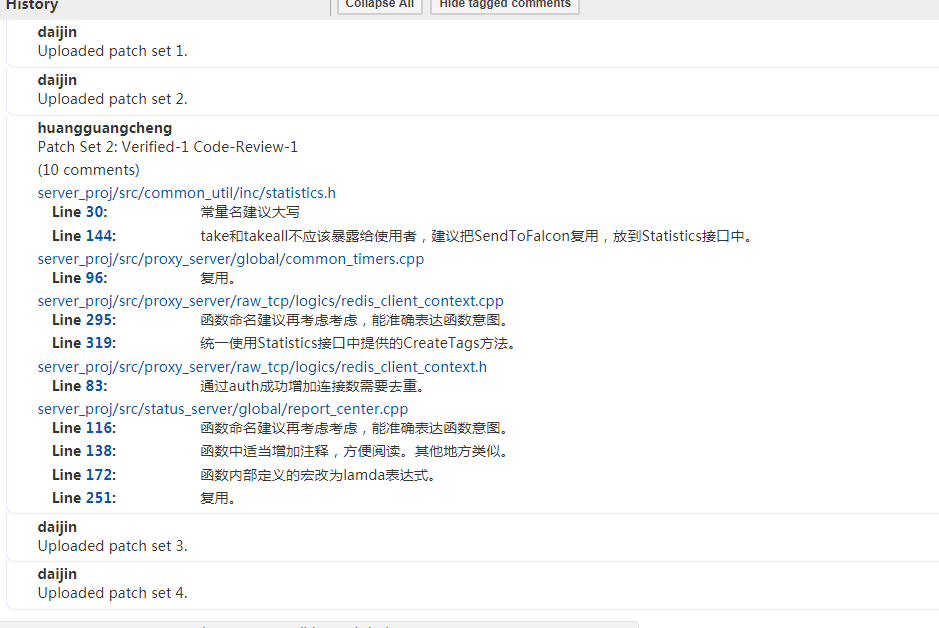 History
Collapse All
Hide tagged comments
daijin
Uploaded patch set 1.
daijin
Uploaded patch set 2.
huangguangcheng
Patch Set 2: Verified-1 Code-Review-1
(10 comments)
server_proj/src/common_util/inc/statistics.h
Line 30: 常量名建议大写
Line 144: take和takeall不应该暴露给使用者，建议把SendToFalcon复用，放到Statistics接口中。
server_proj/src/proxy_server/global/common_timers.cpp
Line 96: 复用。
server_proj/src/proxy_server/raw_tcp/logics/redis_client_context.cpp
Line 295: 函数命名建议再考虑考虑，能准确表达函数意图。
Line 319: 统一使用Statistics接口中提供的CreateTags方法。
server_proj/src/proxy_server/raw_tcp/logics/redis_client_context.h
Line 83: 通过auth成功增加连接数需要去重。
server_proj/src/status_server/global/report_center.cpp
Line 116: 函数命名建议再考虑考虑，能准确表达函数意图。
Line 138: 函数中适当增加注释，方便阅读。其他地方类似。
Line 172: 函数内部定义的宏改为lamda表达式。
Line 251: 复用。
daijin
Uploaded patch set 3.
daijin
Uploaded patch set 4.